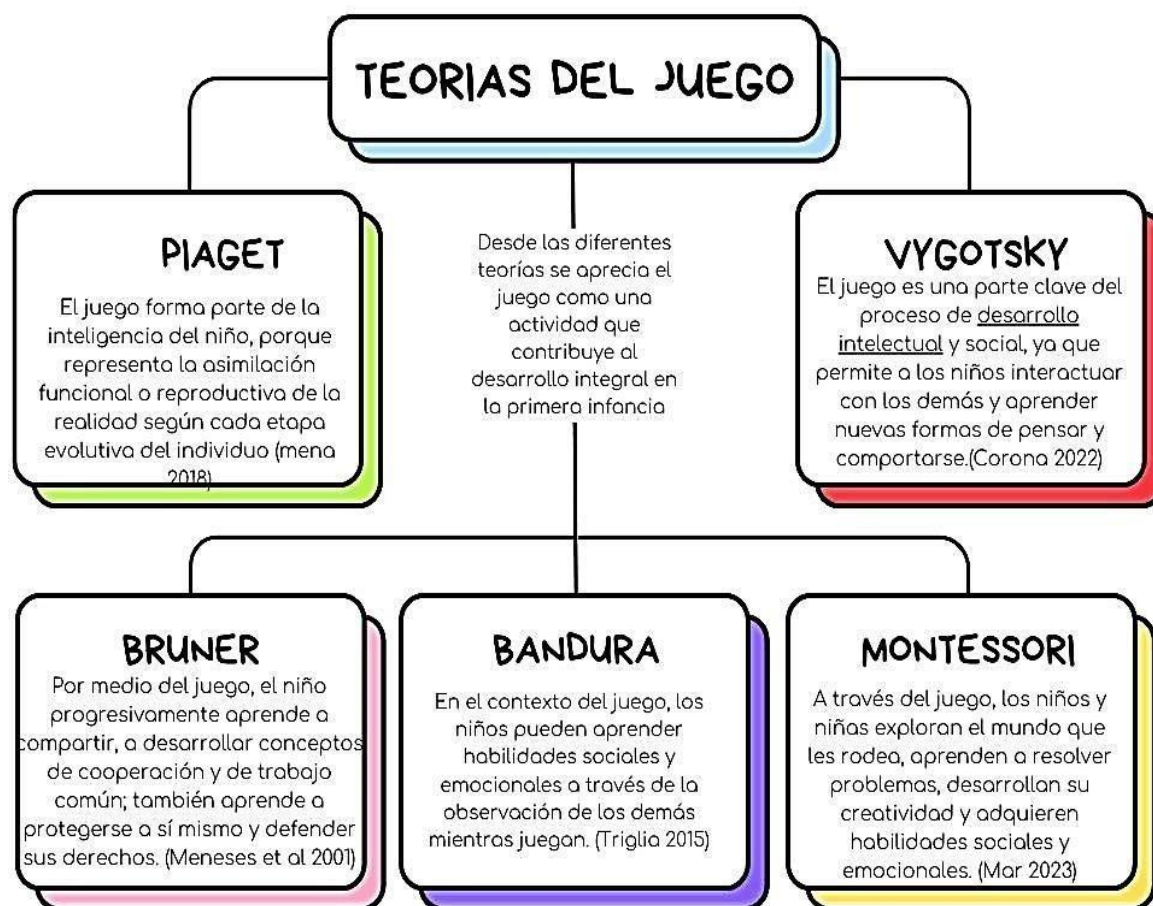 TEORIAS DEL JUEGO
PIAGET
El juego forma parte de la
inteligencia del niño, porque
representa la asimilación
funcional o reproductiva de la
realidad según cada etapa
evolutiva del individuo (mena
2018)
Desde las diferentes
teorías se aprecia el
juego como una
actividad que
contribuye al
desarrollo integral en
la primera infancia
VYGOTSKY
El juego es una parte clave del
proceso de desarrollo
intelectual y social, ya que
permite a los niños interactuar
con los demás y aprender
nuevas formas de pensar y
comportarse.(Corona 2022)
BRUNER
Por medio del juego, el niño
progresivamente aprende a
compartir, a desarrollar conceptos
de cooperación y de trabajo
común; también aprende a
protegerse a sí mismo y defender
sus derechos. (Meneses et al 2001)
BANDURA
En el contexto del juego, los
niños pueden aprender
habilidades sociales y
emocionales a través de la
observación de los demás
mientras juegan. (Triglia 2015)
MONTESSORI
A través del juego, los niños y
niñas exploran el mundo que
les rodea, aprenden a resolver
problemas, desarrollan su
creatividad y adquieren
habilidades sociales y
emocionales. (Mar 2023)